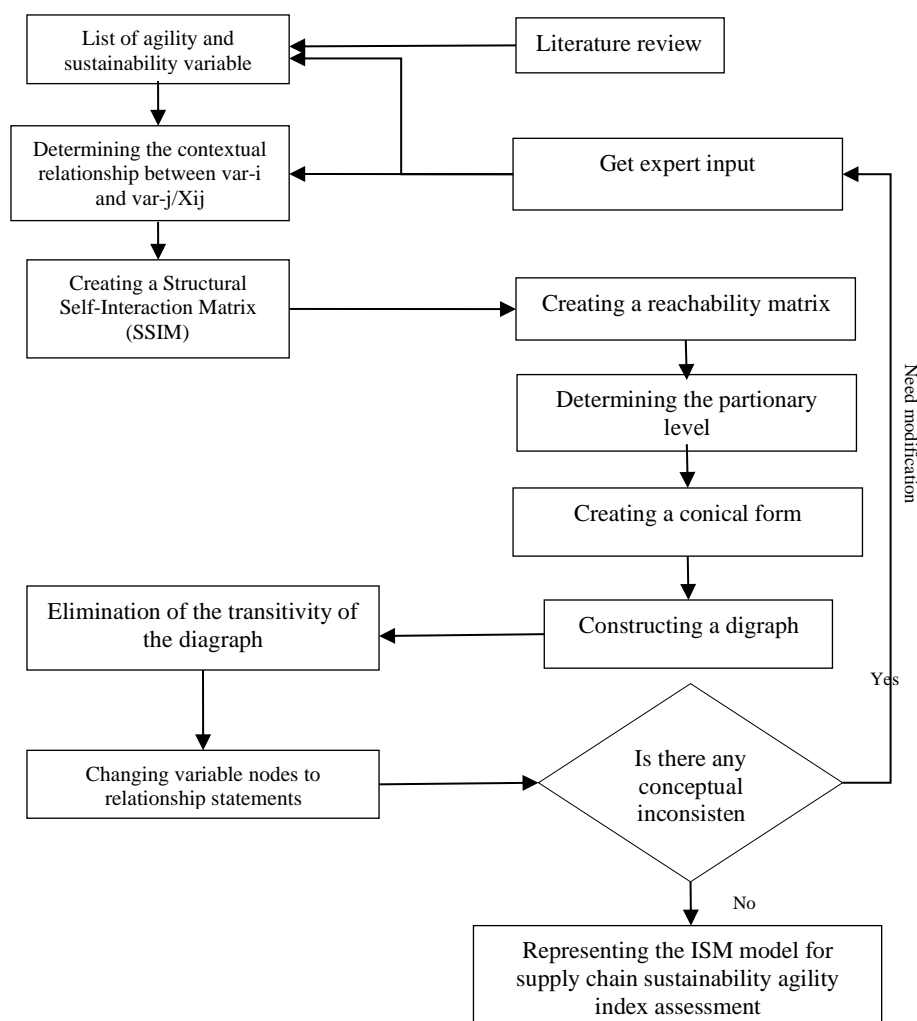 List of agility and
sustainability variable
Literature review
Determining the contextual
relationship between var-i
and var-j/Xij
Get expert input
Creating a Structural
Self-Interaction Matrix
(SSIM)
Creating a reachability matrix
Need modification
Determining the partionary
level
Creating a conical form
Elimination of the transitivity of
the diagraph
Constructing a digraph
Yes
Changing variable nodes to
relationship statements
Is there any
conceptual
inconsisten
No
Representing the ISM model for
supply chain sustainability agility
index assessment